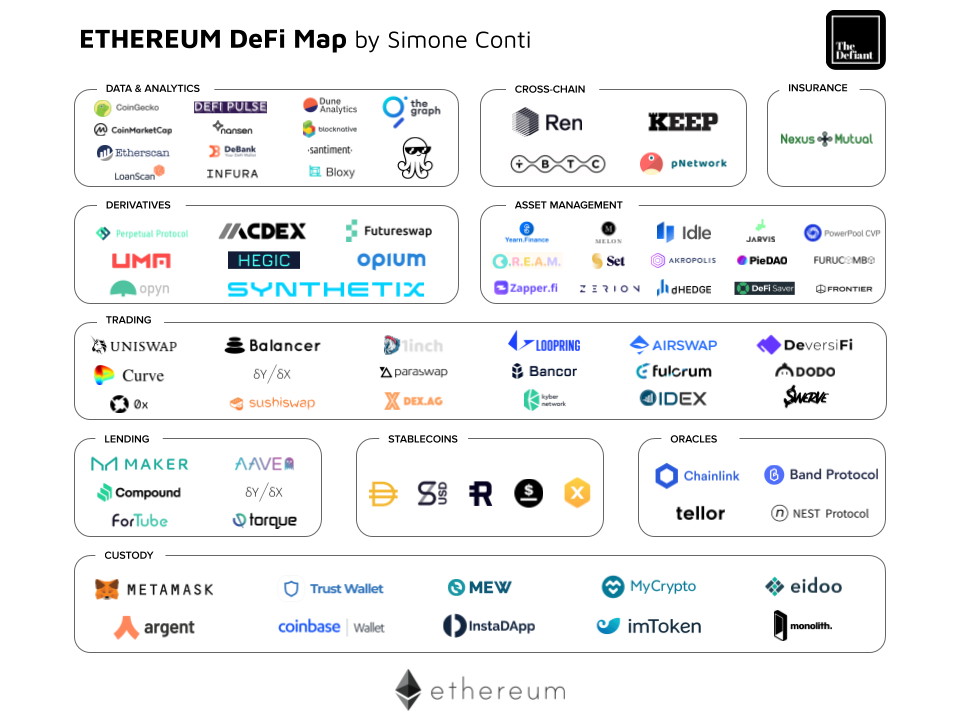 ETHEREUM DeFi Map by Simone Conti
The
Defiant
DATA & ANALYTICS
CoinGecko
DEFI PULSE
Dune
Analytics
the
graph
CoinMarketCap
nansen
blocknative
Etherscan
DeBank
·santiment·
LoanScan
INFURA
Bloxy
CROSS-CHAIN
Ren
KEEP
tBTC
pNetwork
INSURANCE
Nexus Mutual
DERIVATIVES
Perpetual Protocol
MCDEX
Futureswap
UMA
HEGIC
opium
opyn
SYNTHETIX
ASSET MANAGEMENT
Yearn.Finance
MELON
Idle
JARVIS
PowerPool CVP
C.R.E.A.M.
Set
AKROPOLIS
PieDAO
FURUCOMBO
Zapper.fi
ZERION
dHEDGE
DeFi Saver
FRONTIER
TRADING
UNISWAP
Balancer
1inch
LOOPRING
AIRSWAP
DeversiFi
Curve
δY/δX
paraswap
Bancor
fulcrum
DODO
0x
sushiswap
DEX.AG
kyber
network
IDEX
SWERVE
LENDING
MAKER
AAVE
Compound
δY/δX
ForTube
torque
STABLECOINS
S USD
R
$
X
ORACLES
Chainlink
Band Protocol
tellor
NEST Protocol
CUSTODY
METAMASK
Trust Wallet
MEW
MyCrypto
eidoo
argent
coinbase | Wallet
InstaDApp
imToken
monolith.
ethereum